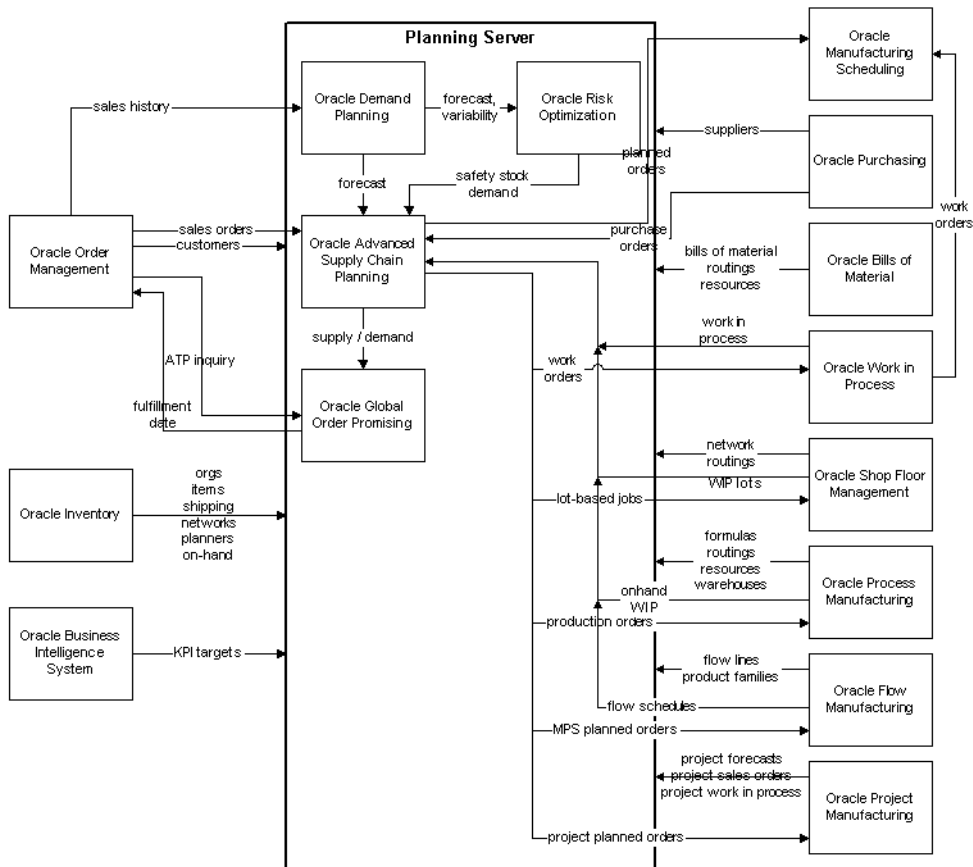 Planning Server
Oracle
Manufacturing
Scheduling
Oracle Demand
Planning
forecast,
variability
Oracle Risk
Optimization
sales history
suppliers
Oracle Purchasing
planned
orders
forecast
safety stock
demand
purchase
orders
work
orders
Oracle Order
Management
sales orders
customers
Oracle Advanced
Supply Chain
Planning
bills of material
routings
resources
Oracle Bills of
Material
supply / demand
work in
process
Oracle Work in
Process
work
orders
ATP inquiry
fulfillment
date
Oracle Global
Order Promising
network
routings
WIP lots
Oracle Shop Floor
Management
lot-based jobs
Oracle Inventory
orgs
items
shipping
networks
planners
on-hand
formulas
routings
resources
warehouses
Oracle Process
Manufacturing
onhand
WIP
production orders
Oracle Business
Intelligence
System
KPI targets
flow lines
product families
Oracle Flow
Manufacturing
flow schedules
MPS planned orders
project forecasts
project sales orders
project work in process
Oracle Project
Manufacturing
project planned orders